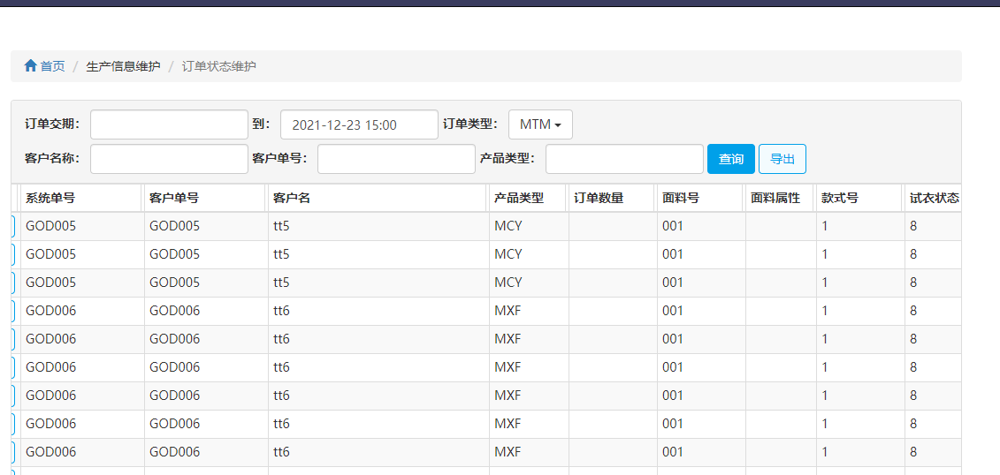 首页 / 生产信息维护 / 订单状态维护
订单交期： 到： 2021-12-23 15:00 订单类型： MTM
客户名称： 客户单号： 产品类型： 查询 导出
系统单号 客户单号 客户名 产品类型 订单数量 面料号 面料属性 款式号 试衣状态
GOD005 GOD005 tt5 MCY 001 1 8
GOD005 GOD005 tt5 MCY 001 1 8
GOD005 GOD005 tt5 MCY 001 1 8
GOD006 GOD006 tt6 MXF 001 1 8
GOD006 GOD006 tt6 MXF 001 1 8
GOD006 GOD006 tt6 MXF 001 1 8
GOD006 GOD006 tt6 MXF 001 1 8
GOD006 GOD006 tt6 MXF 001 1 8
GOD006 GOD006 tt6 MXF 001 1 8